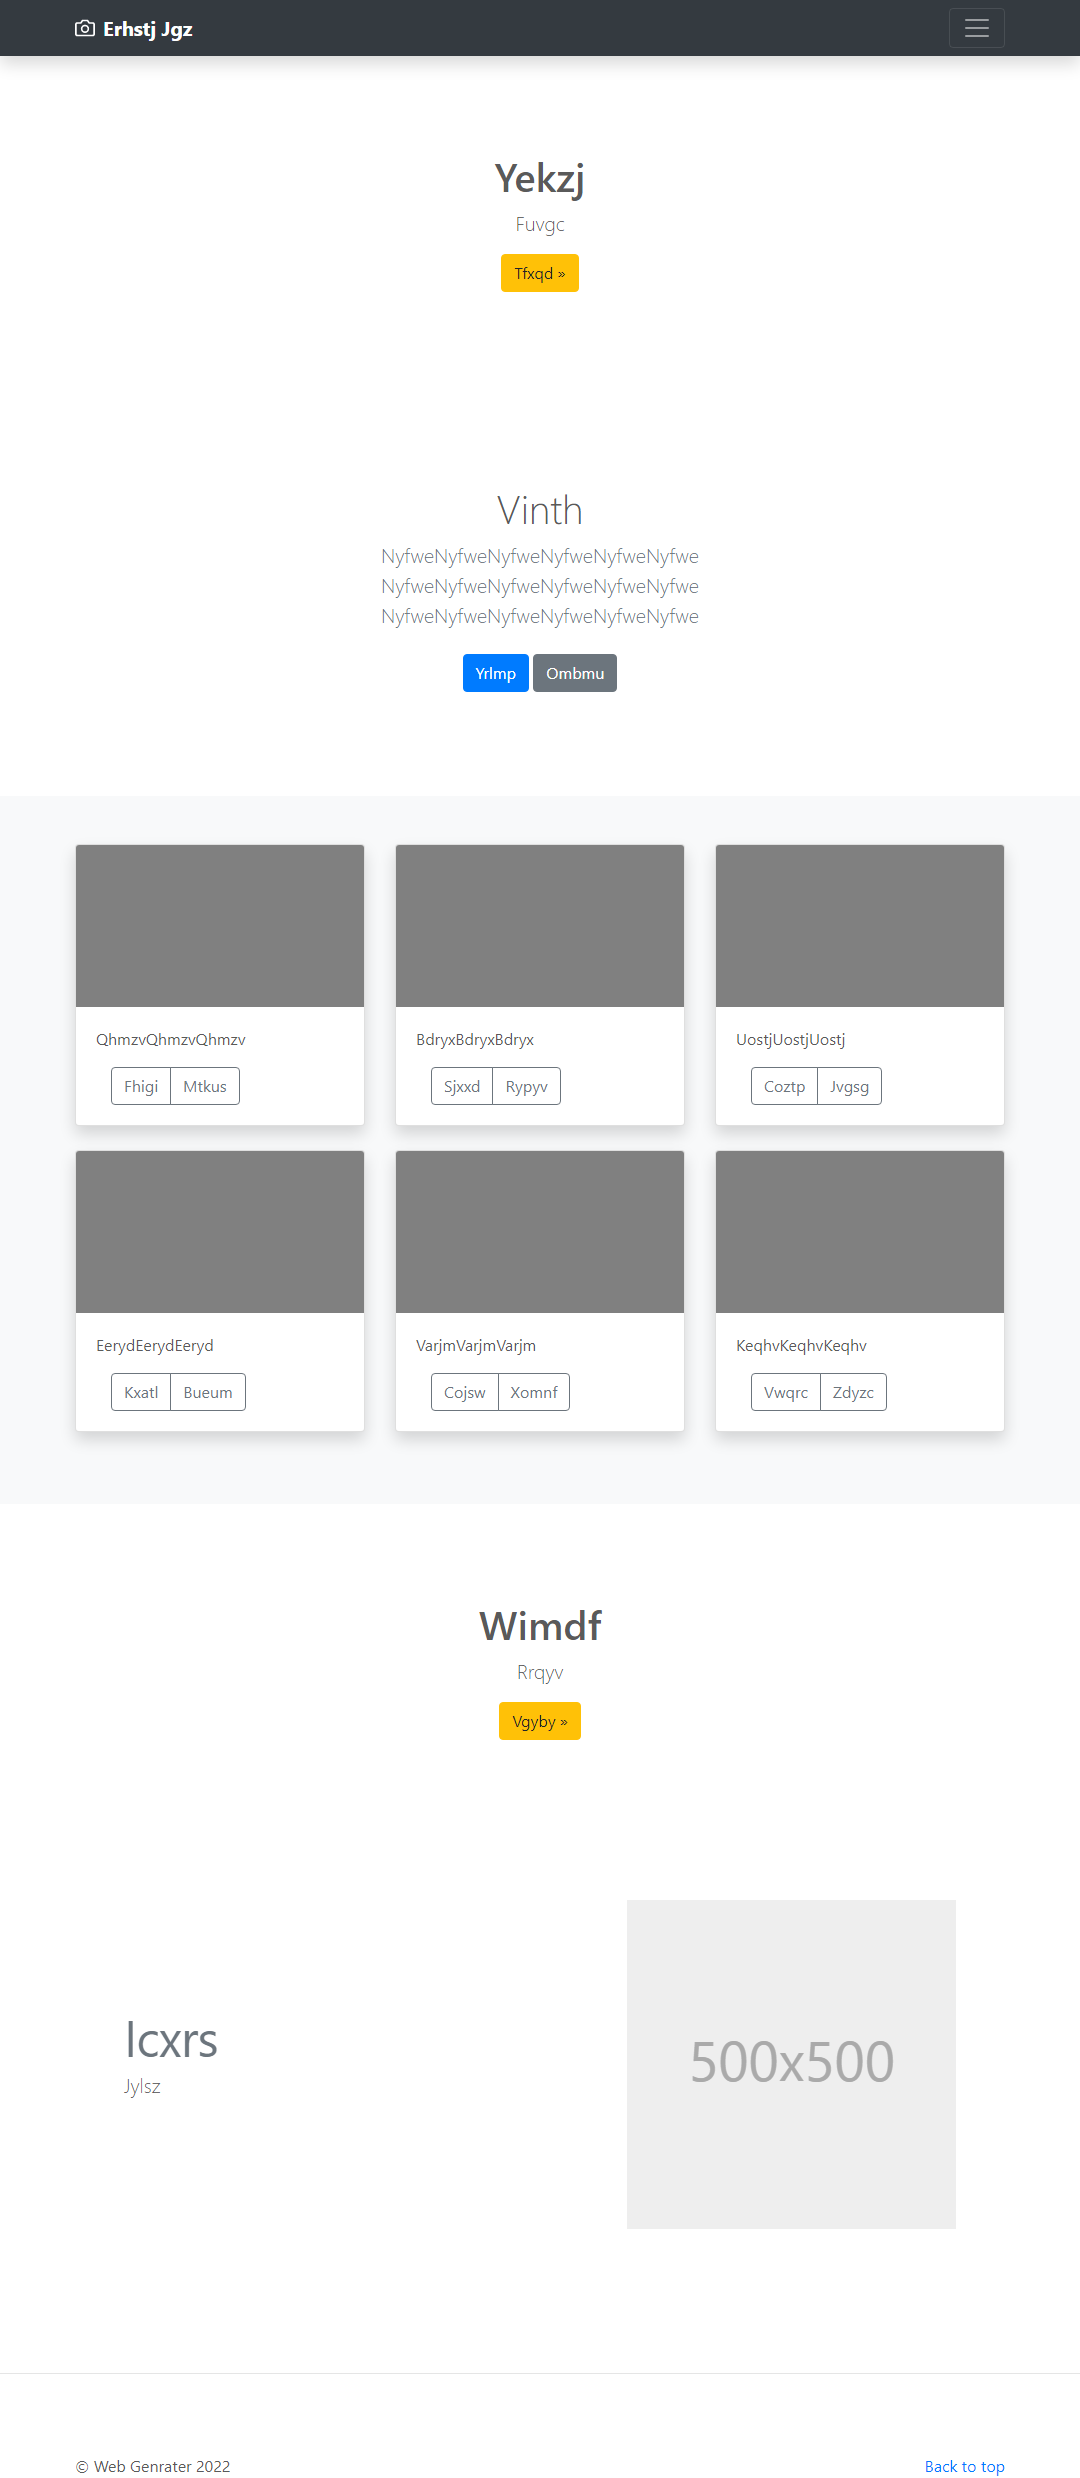 Erhstj Jgz
Yekzj
Fuvgc
Tfxqd »
Vinth
NyfweNyfweNyfweNyfweNyfweNyfwe
NyfweNyfweNyfweNyfweNyfweNyfwe
NyfweNyfweNyfweNyfweNyfweNyfwe
Yrlmp Ombmu
QhmzvQhmzvQhmzv
Fhigi Mtkus
BdryxBdryxBdryx
Sjxxd Rypyv
UostjUostjUostj
Coztp Jvgsg
EerydEerydEeryd
Kxatl Bueum
VarjmVarjmVarjm
Cojsw Xomnf
KeqhvKeqhvKeqhv
Vwqrc Zdyzc
Wimdf
Rrqyv
Vgyby »
Icxrs
Jylsz
500x500
© Web Genrater 2022
Back to top